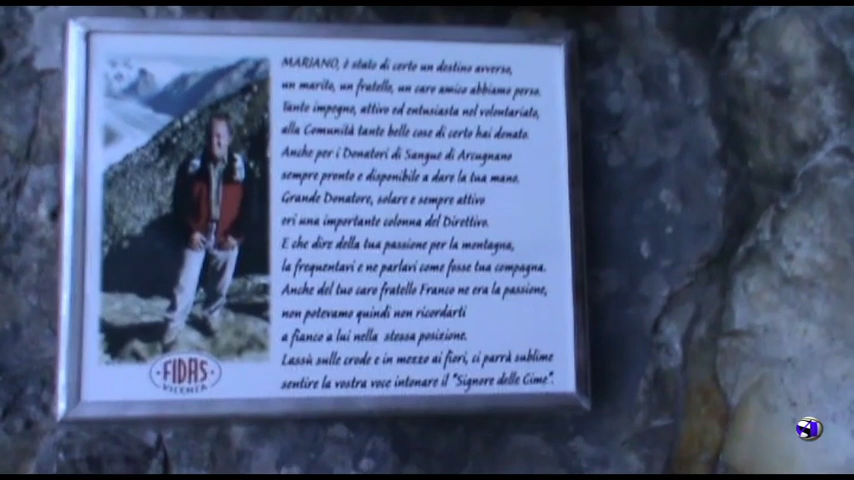 MARIANO, è stato di certo un destino avverso,
un marito, un fratello, un caro amico abbiamo perso.
Tanto impegno, attivo ed entusiasta nel volontariato,
alla Comunità tante belle cose di certo hai donato.
Anche per i Donatori di Sangue di Arcugnano
sempre pronto e disponibile a dare la tua mano.
Grande Donatore, solare e sempre attivo
eri una importante colonna del Direttivo.
E che dire della tua passione per la montagna,
la frequentavi e ne parlavi come fosse tua compagna.
Anche del tuo caro fratello Franco ne era la passione,
non potevamo quindi non ricordarti
a fianco a lui nella stessa posizione.
Lassù sulle crode e in mezzo ai fiori, ci parrà sublime
sentire la vostra voce intonare il "Signore delle Cime".
FIDAS
VICENZA